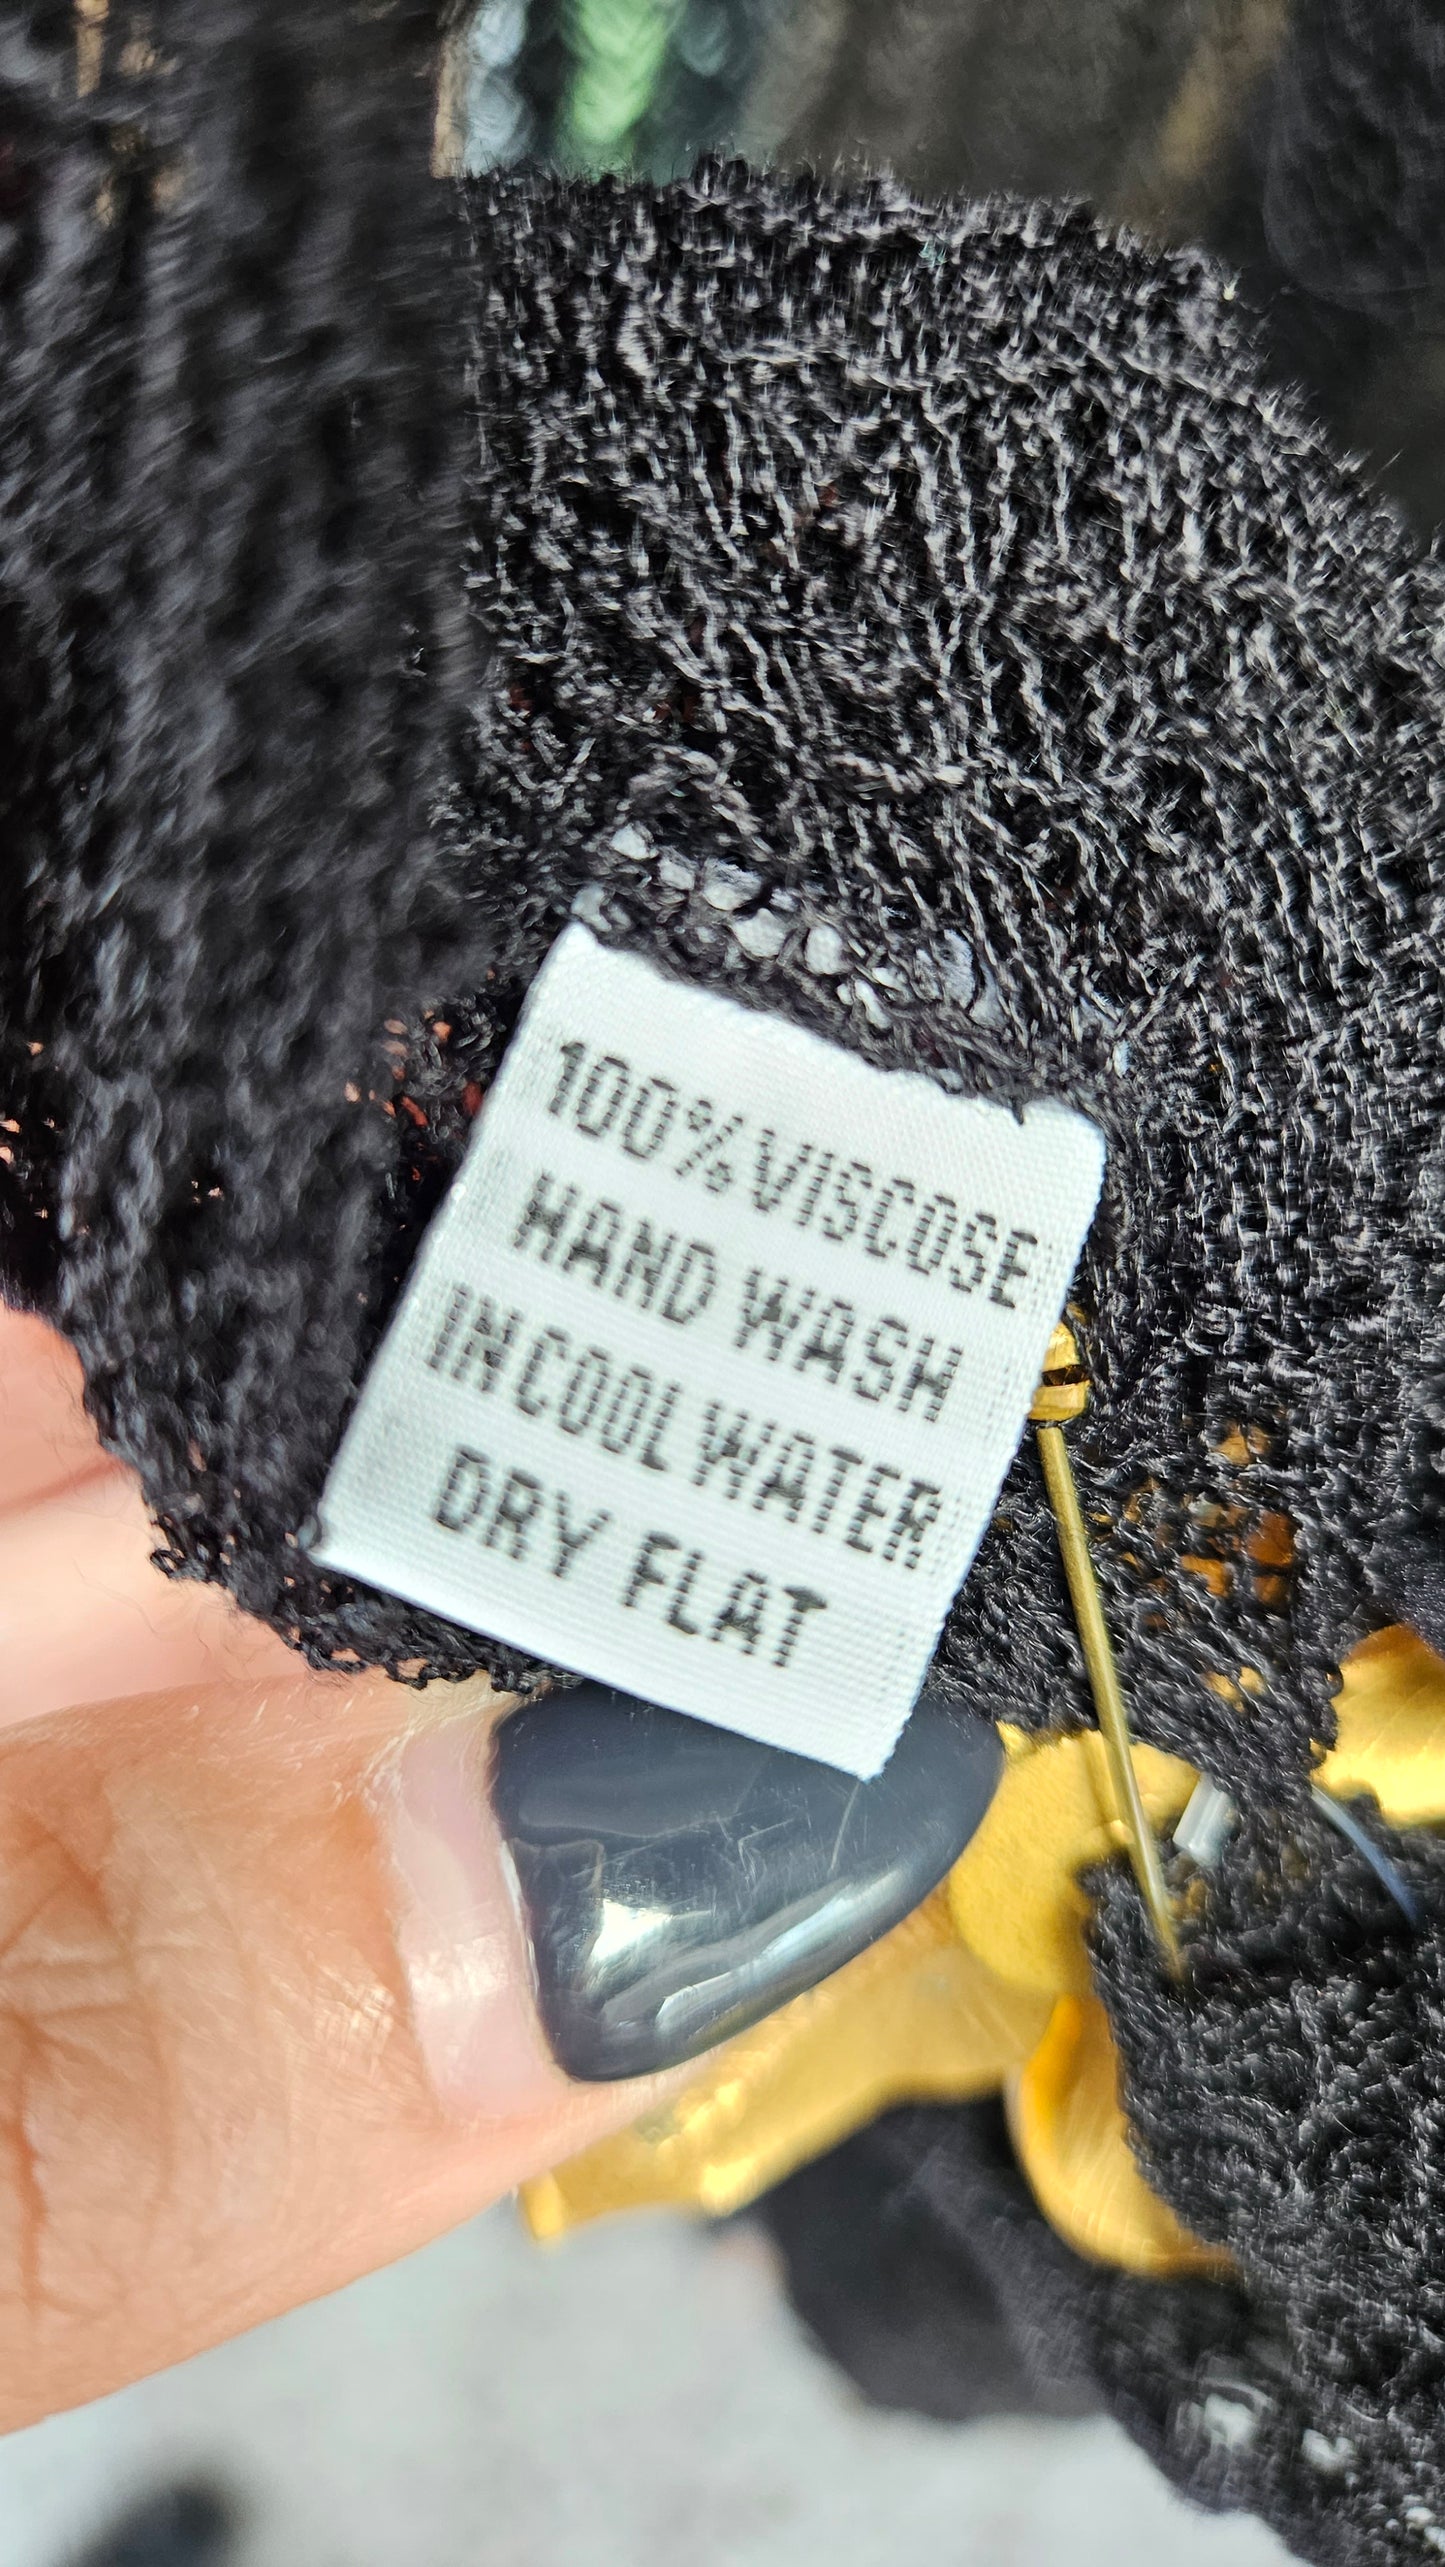 100% VISCOSE
HAND WASH
IN COOL WATER
DRY FLAT